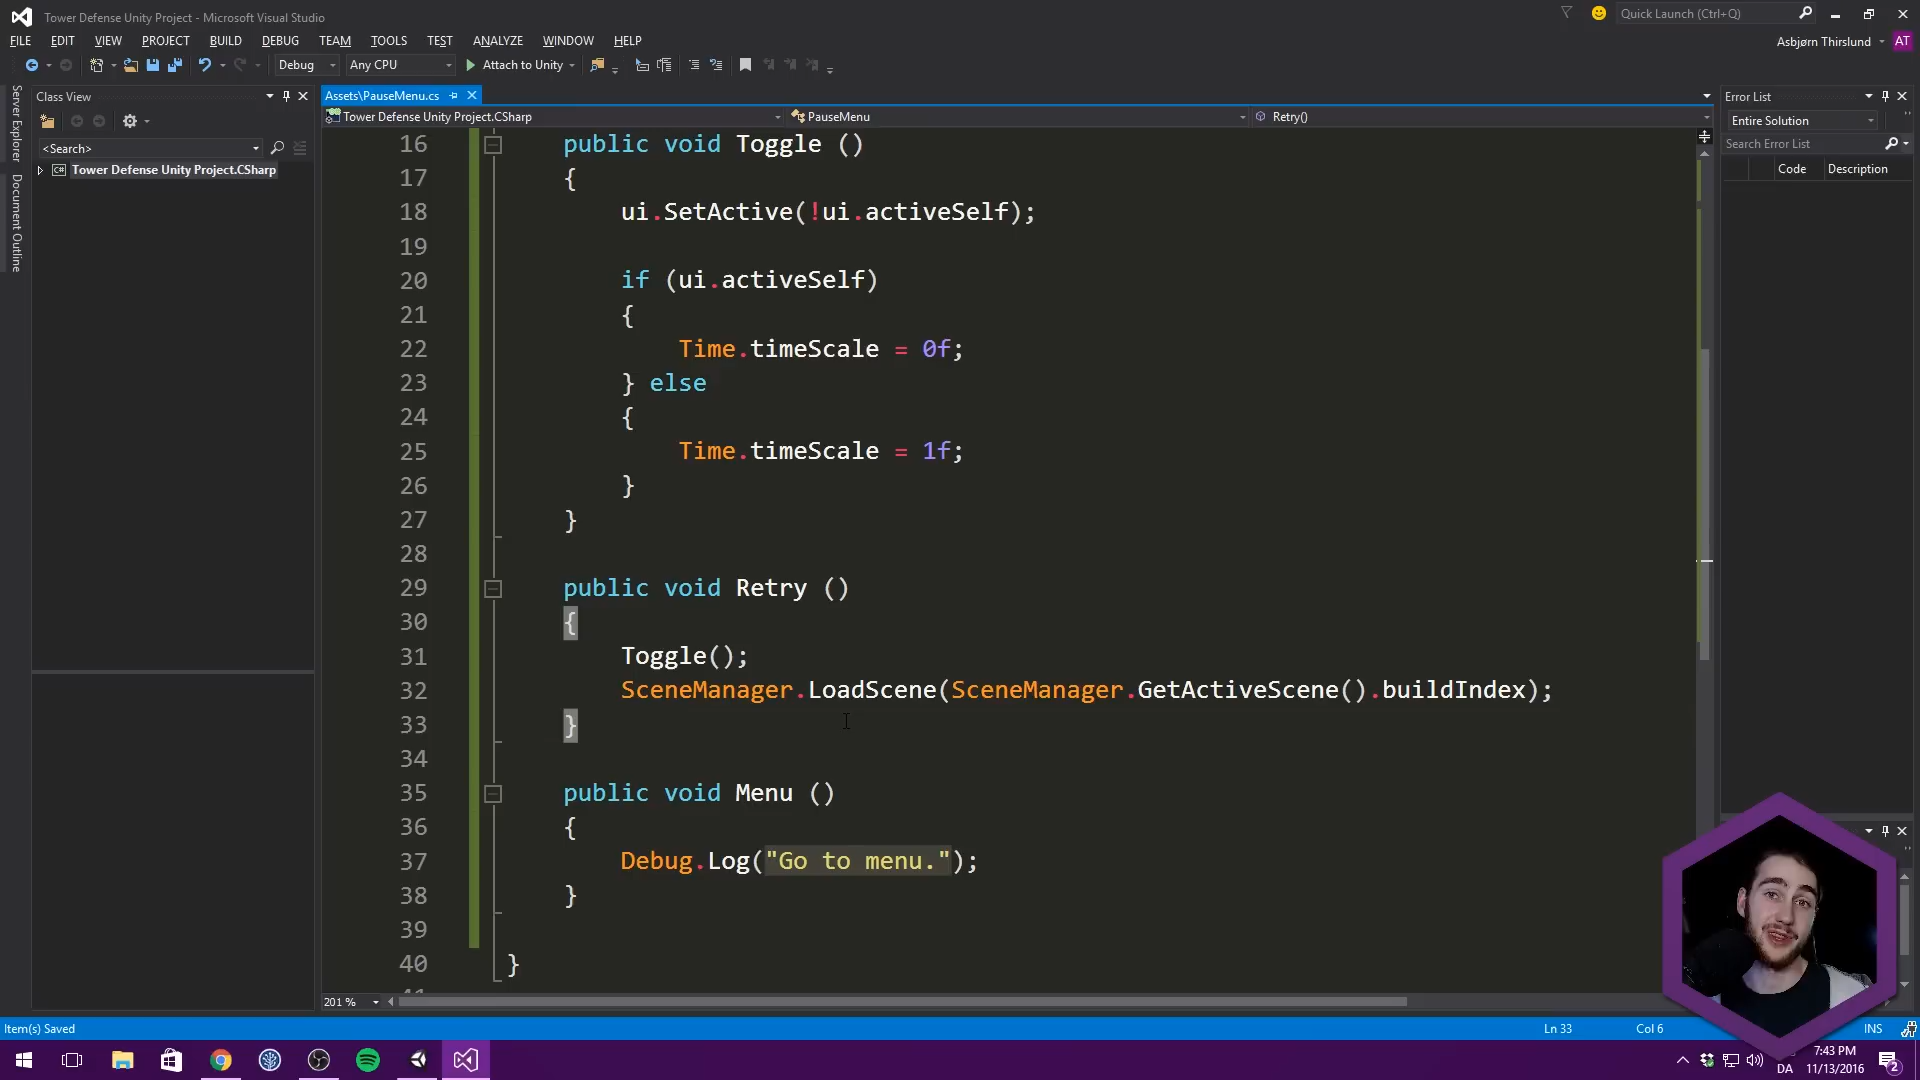 Tower Defense Unity Project - Microsoft Visual Studio
Quick Launch (Ctrl+Q)
FILE EDIT VIEW PROJECT BUILD DEBUG TEAM TOOLS TEST ANALYZE WINDOW HELP
Asbjørn Thirslund AT
Debug Any CPU Attach to Unity
Server Explorer
Document Outline
Class View
<Search>
C# Tower Defense Unity Project.CSharp
Assets\PauseMenu.cs
Tower Defense Unity Project.CSharp PauseMenu Retry()
16 public void Toggle ()
17 {
18 ui.SetActive(!ui.activeSelf);
19
20 if (ui.activeSelf)
21 {
22 Time.timeScale = 0f;
23 } else
24 {
25 Time.timeScale = 1f;
26 }
27 }
28
29 public void Retry ()
30 {
31 Toggle();
32 SceneManager.LoadScene(SceneManager.GetActiveScene().buildIndex);
33 }
34
35 public void Menu ()
36 {
37 Debug.Log("Go to menu.");
38 }
39
40 }
201 %
Error List
Entire Solution
Search Error List
Code Description
Item(s) Saved
Ln 33 Col 6 INS
7:43 PM
DA 11/13/2016 2